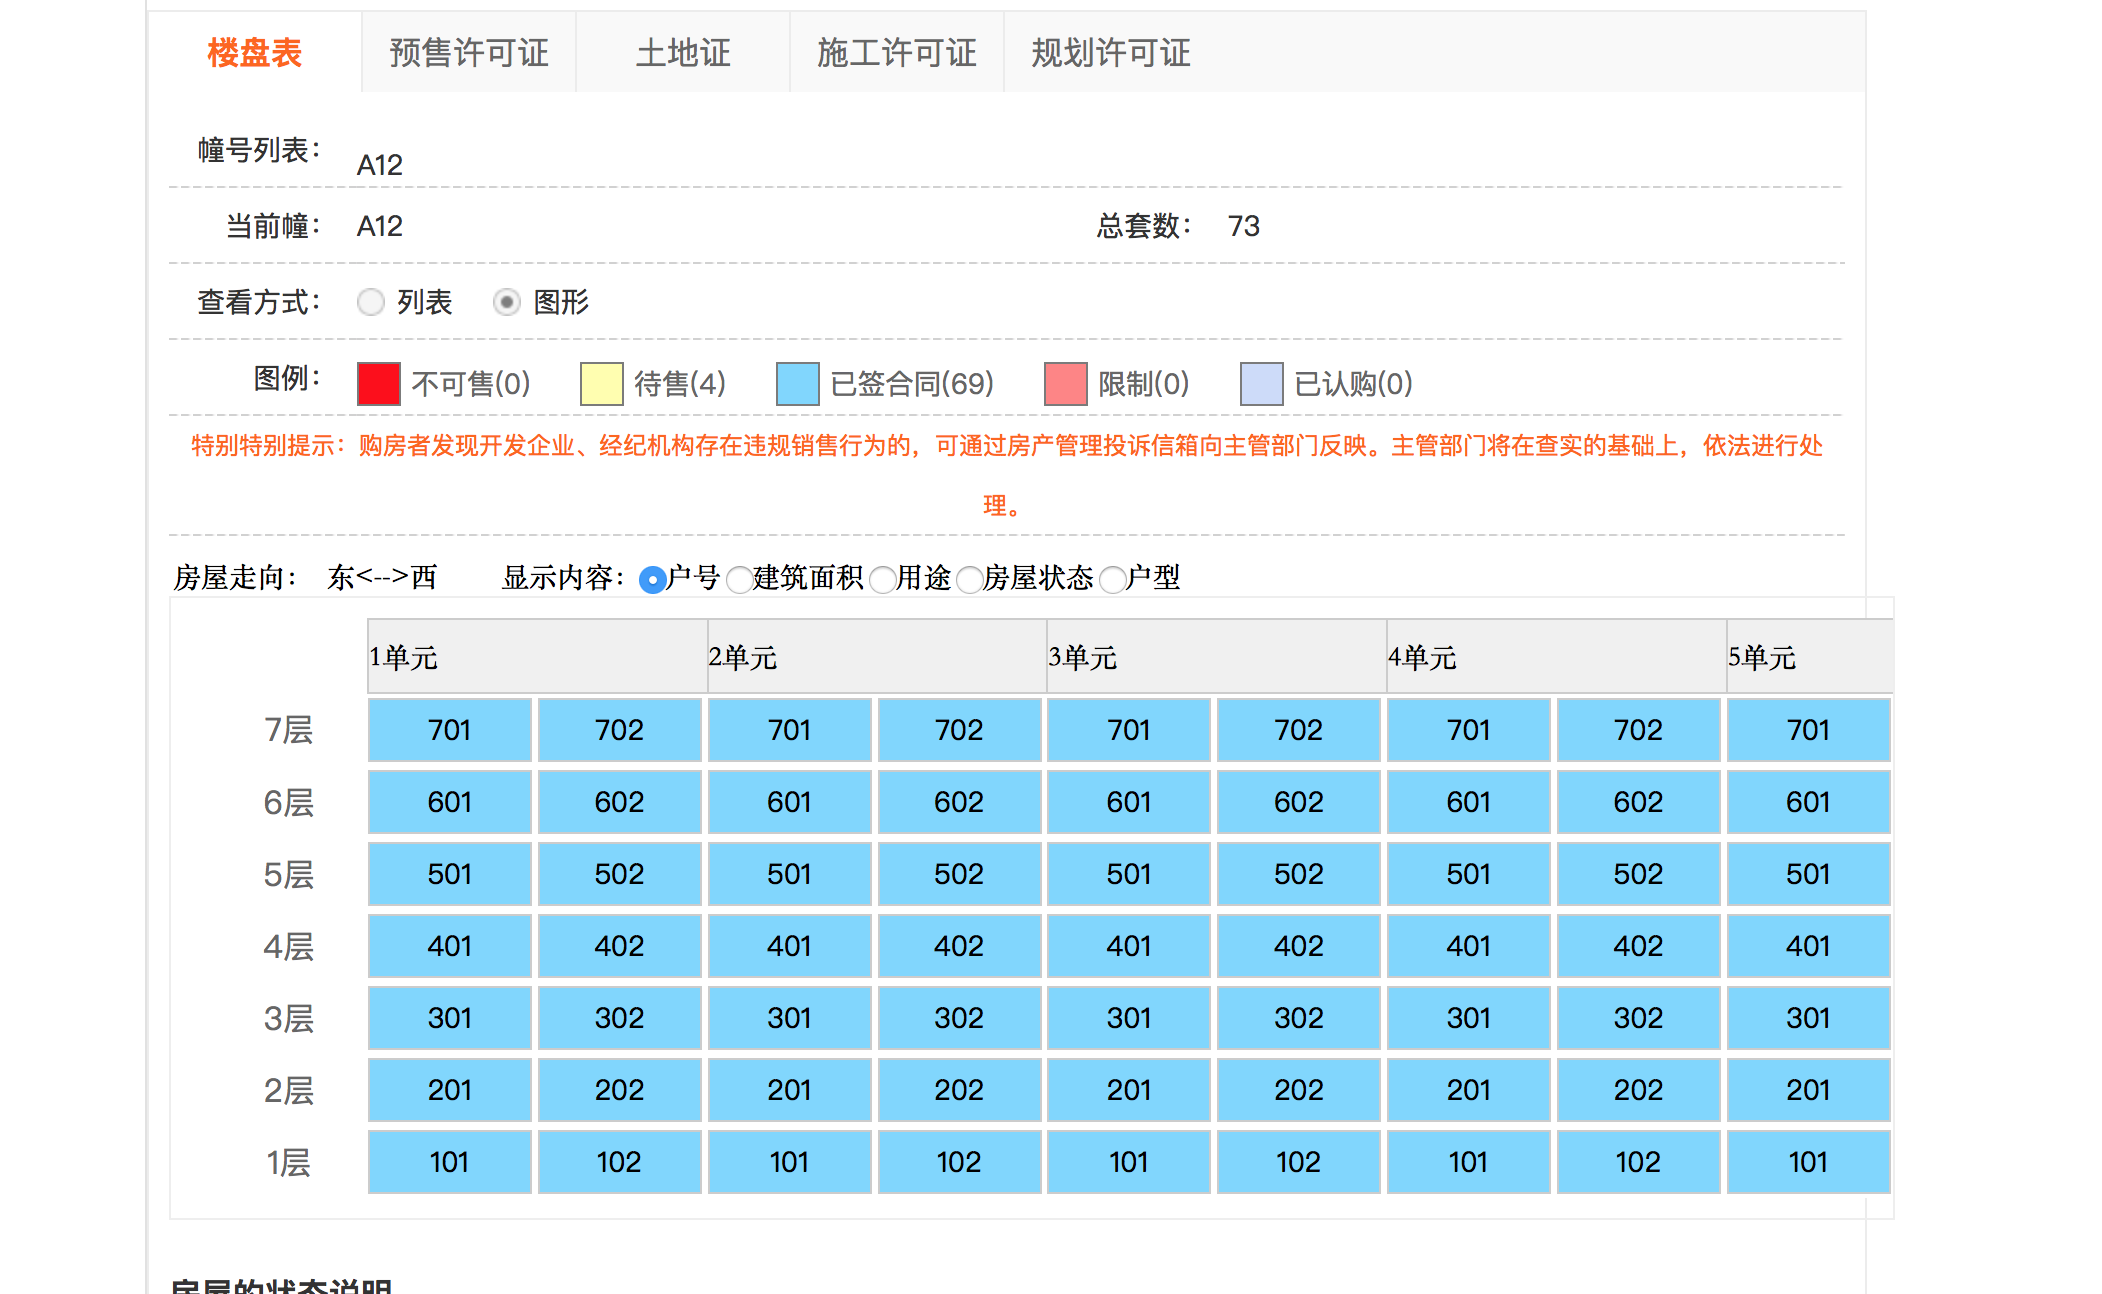 楼盘表 预售许可证 土地证 施工许可证 规划许可证
幢号列表： A12
当前幢： A12 总套数： 73
查看方式： 列表 图形
图例： 不可售(0) 待售(4) 已签合同(69) 限制(0) 已认购(0)
特别特别提示：购房者发现开发企业、经纪机构存在违规销售行为的，可通过房产管理投诉信箱向主管部门反映。主管部门将在查实的基础上，依法进行处
理。
房屋走向： 东<-->西 显示内容： 户号 建筑面积 用途 房屋状态 户型
1单元 2单元 3单元 4单元 5单元
7层 701 702 701 702 701 702 701 702 701
6层 601 602 601 602 601 602 601 602 601
5层 501 502 501 502 501 502 501 502 501
4层 401 402 401 402 401 402 401 402 401
3层 301 302 301 302 301 302 301 302 301
2层 201 202 201 202 201 202 201 202 201
1层 101 102 101 102 101 102 101 102 101
房屋的状态说明